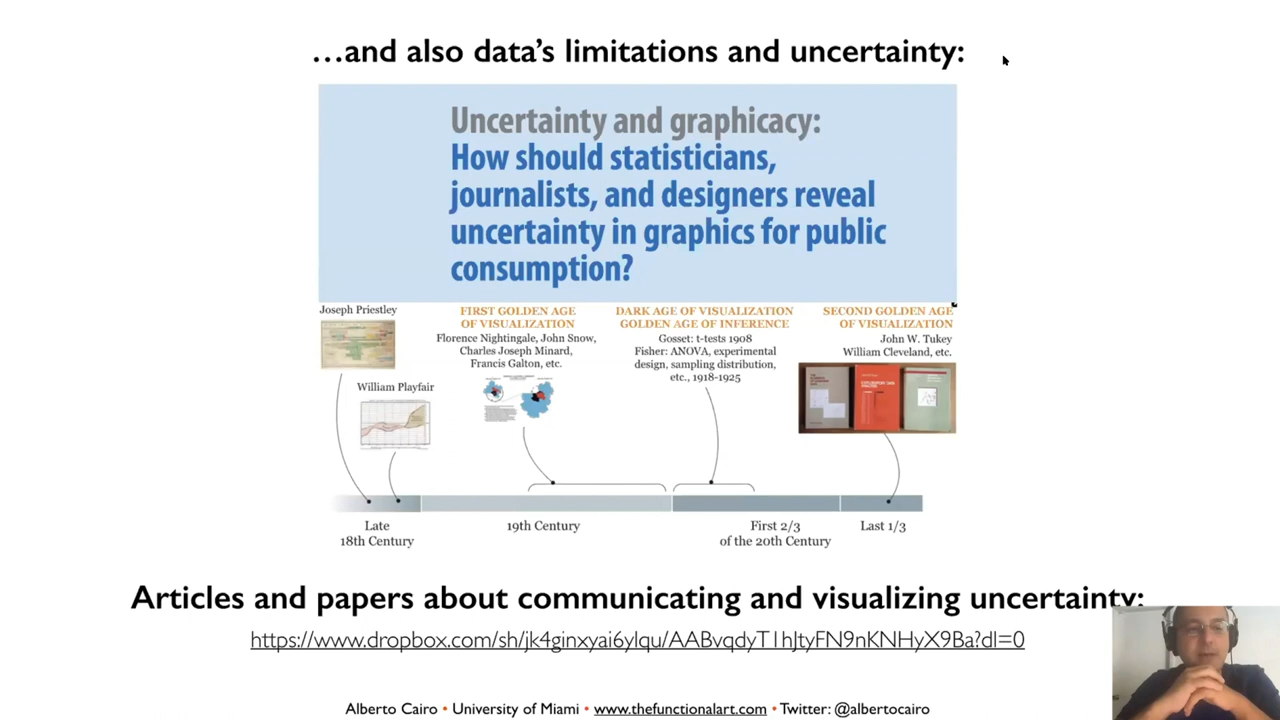 …and also data’s limitations and uncertainty:
Uncertainty and graphicacy:
How should statisticians,
journalists, and designers reveal
uncertainty in graphics for public
consumption?
Joseph Priestley
William Playfair
FIRST GOLDEN AGE
OF VISUALIZATION
Florence Nightingale, John Snow,
Charles Joseph Minard,
Francis Galton, etc.
DARK AGE OF VISUALIZATION
GOLDEN AGE OF INFERENCE
Gosset: t-tests 1908
Fisher: ANOVA, experimental
design, sampling distribution,
etc., 1918-1925
SECOND GOLDEN AGE
OF VISUALIZATION
John W. Tukey
William Cleveland, etc.
Late
18th Century
19th Century
First 2/3
of the 20th Century
Last 1/3
Articles and papers about communicating and visualizing uncertainty:
https://www.dropbox.com/sh/jk4ginxyai6ylqu/AABvqdyT1hJtyFN9nKNHyX9Ba?dl=0
Alberto Cairo • University of Miami • www.thefunctionalart.com • Twitter: @albertocairo